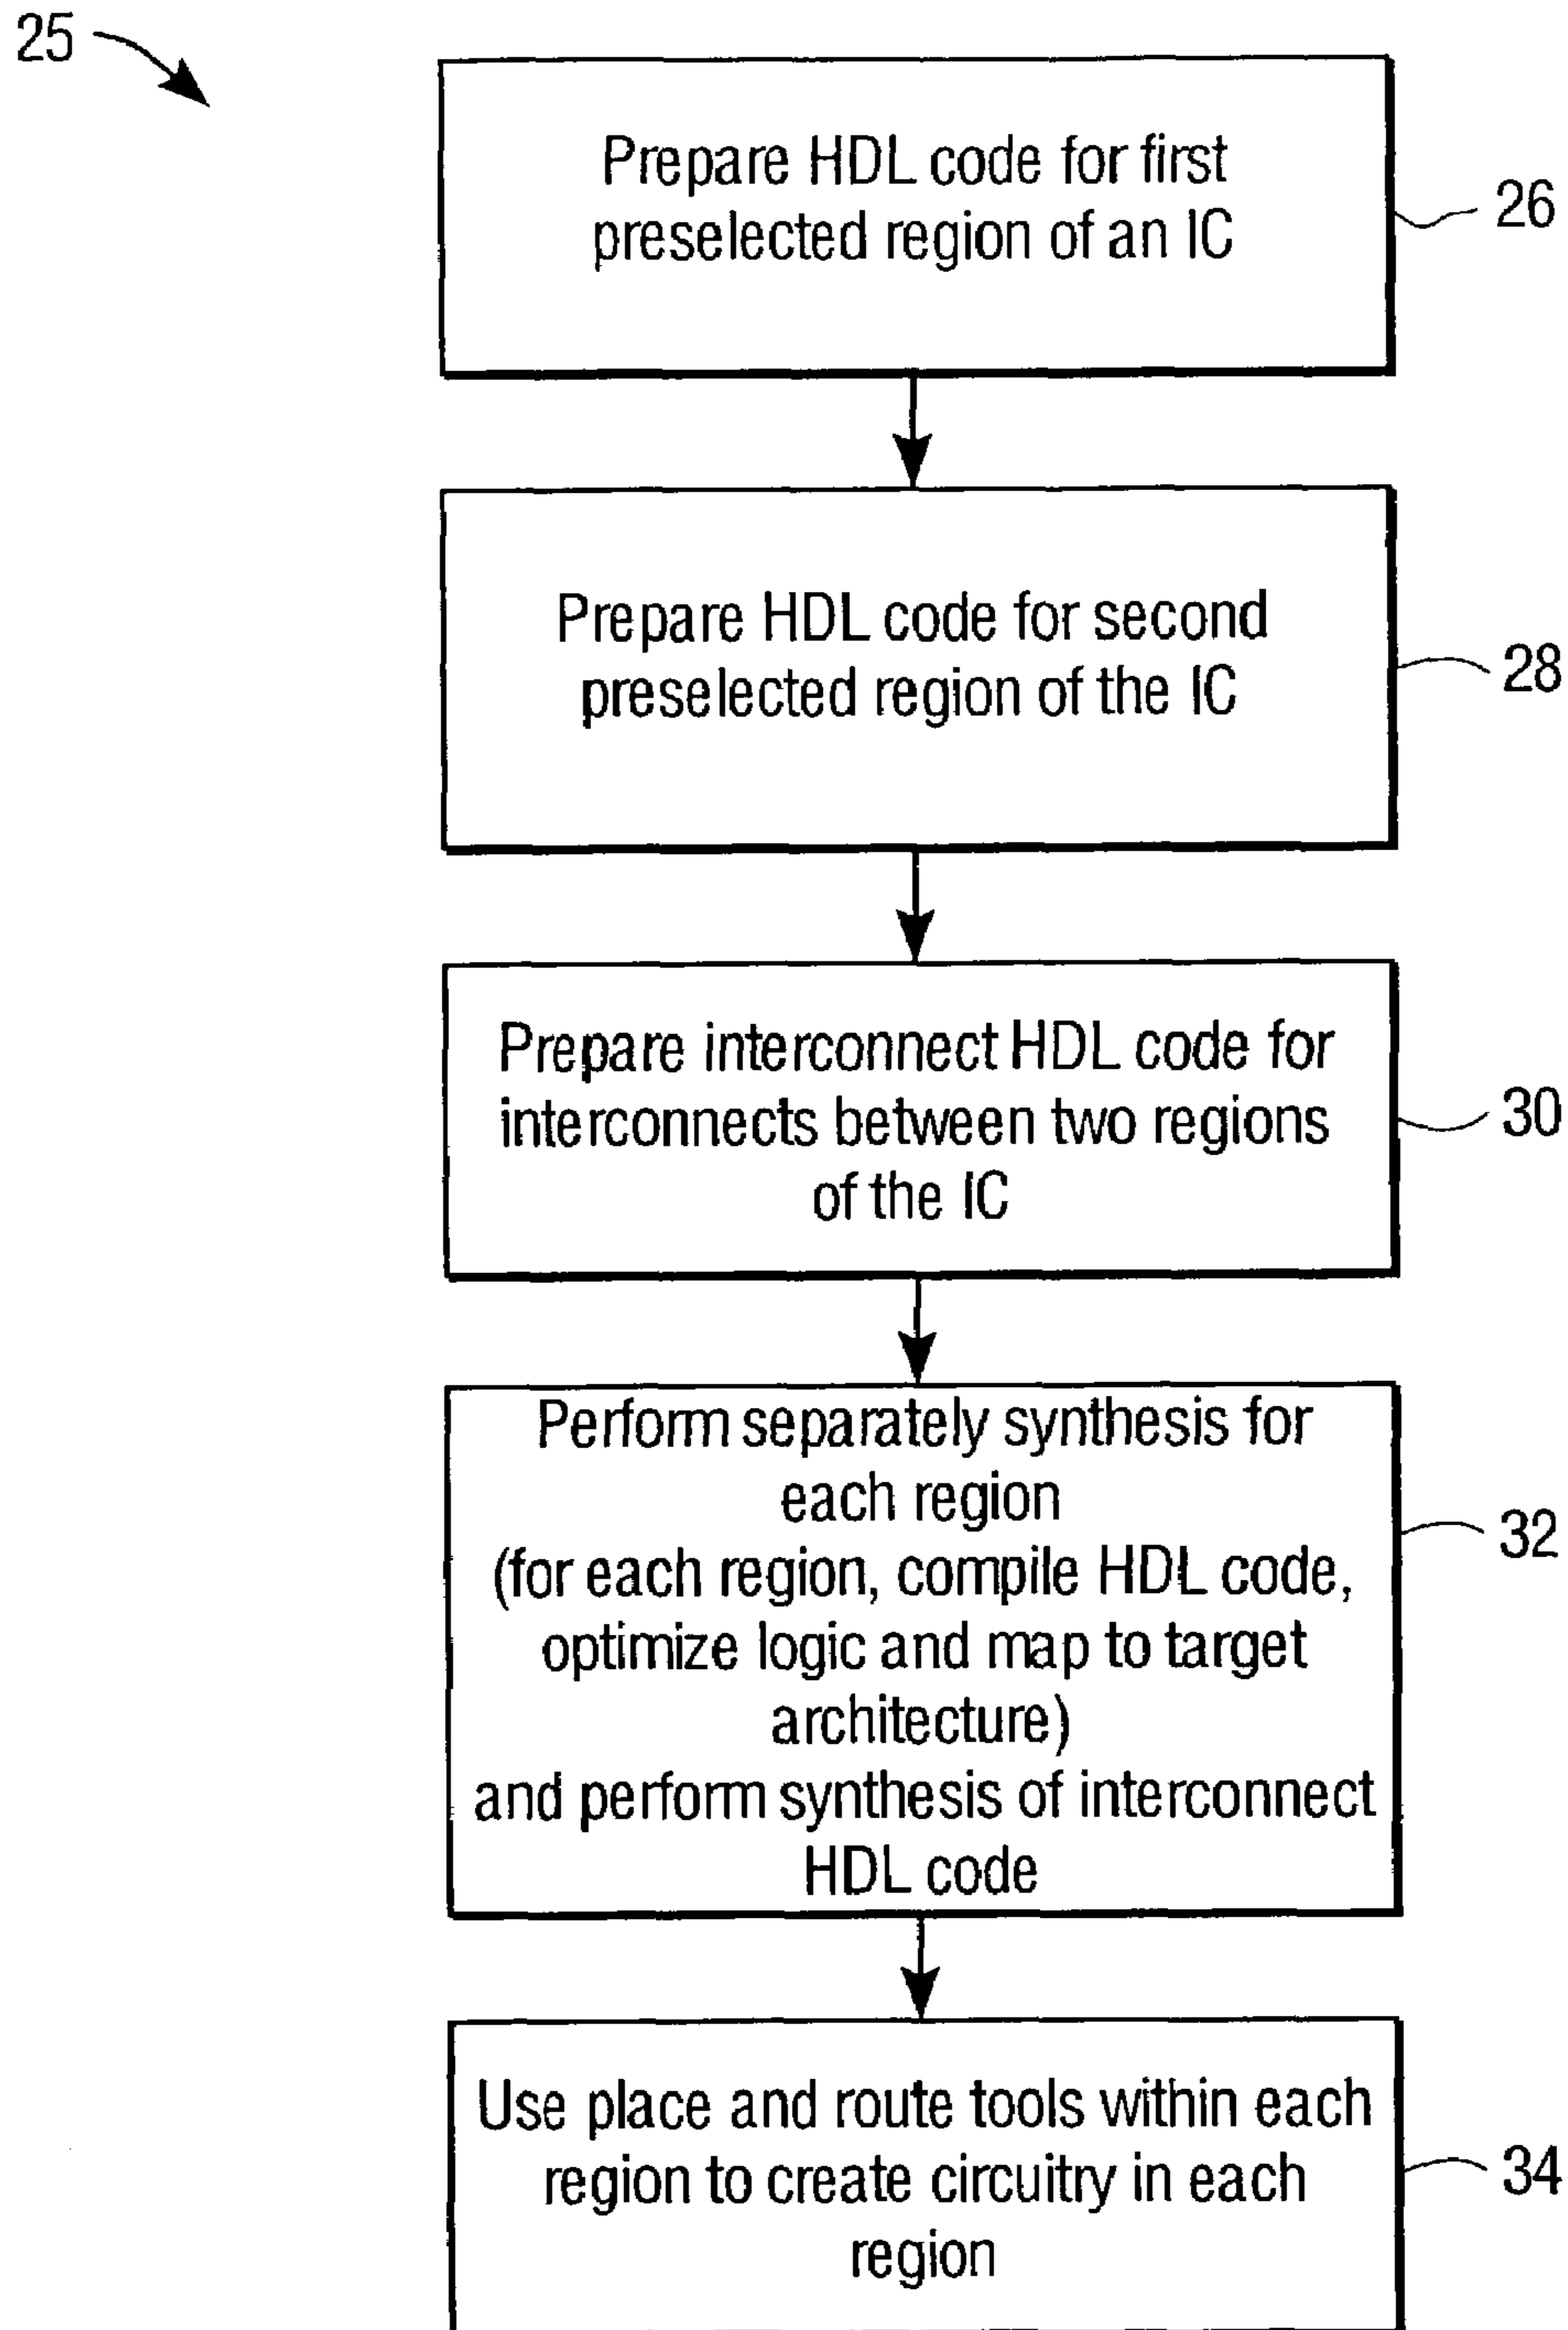 25
Prepare HDL code for first
preselected region of an IC
26
Prepare HDL code for second
preselected region of the IC
28
Prepare interconnect HDL code for
interconnects between two regions
of the IC
30
Perform separately synthesis for
each region
(for each region, compile HDL code,
optimize logic and map to target
architecture)
and perform synthesis of interconnect
HDL code
32
Use place and route tools within each
region to create circuitry in each
region
34